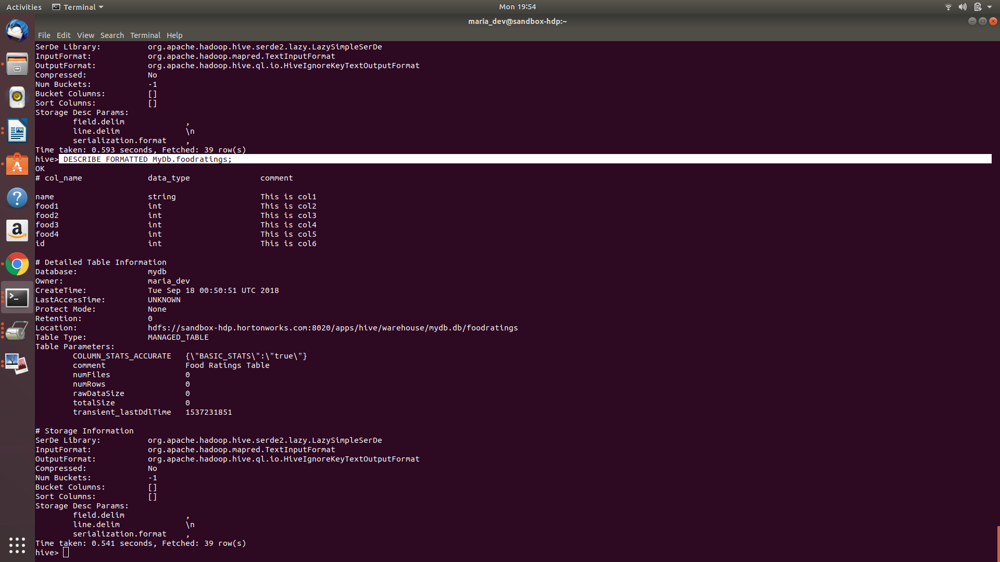 Activities Terminal Mon 19:54
maria_dev@sandbox-hdp:~
File Edit View Search Terminal Help
SerDe Library: org.apache.hadoop.hive.serde2.lazy.LazySimpleSerDe
InputFormat: org.apache.hadoop.mapred.TextInputFormat
OutputFormat: org.apache.hadoop.hive.ql.io.HiveIgnoreKeyTextOutputFormat
Compressed: No
Num Buckets: -1
Bucket Columns: []
Sort Columns: []
Storage Desc Params:
field.delim ,
line.delim \n
serialization.format ,
Time taken: 0.593 seconds, Fetched: 39 row(s)
hive> DESCRIBE FORMATTED MyDb.foodratings;
OK
# col_name data_type comment
name string This is col1
food1 int This is col2
food2 int This is col3
food3 int This is col4
food4 int This is col5
id int This is col6
# Detailed Table Information
Database: mydb
Owner: maria_dev
CreateTime: Tue Sep 18 00:50:51 UTC 2018
LastAccessTime: UNKNOWN
Protect Mode: None
Retention: 0
Location: hdfs://sandbox-hdp.hortonworks.com:8020/apps/hive/warehouse/mydb.db/foodratings
Table Type: MANAGED_TABLE
Table Parameters:
COLUMN_STATS_ACCURATE {\"BASIC_STATS\":\"true\"}
comment Food Ratings Table
numFiles 0
numRows 0
rawDataSize 0
totalSize 0
transient_lastDdlTime 1537231851
# Storage Information
SerDe Library: org.apache.hadoop.hive.serde2.lazy.LazySimpleSerDe
InputFormat: org.apache.hadoop.mapred.TextInputFormat
OutputFormat: org.apache.hadoop.hive.ql.io.HiveIgnoreKeyTextOutputFormat
Compressed: No
Num Buckets: -1
Bucket Columns: []
Sort Columns: []
Storage Desc Params:
field.delim ,
line.delim \n
serialization.format ,
Time taken: 0.541 seconds, Fetched: 39 row(s)
hive>